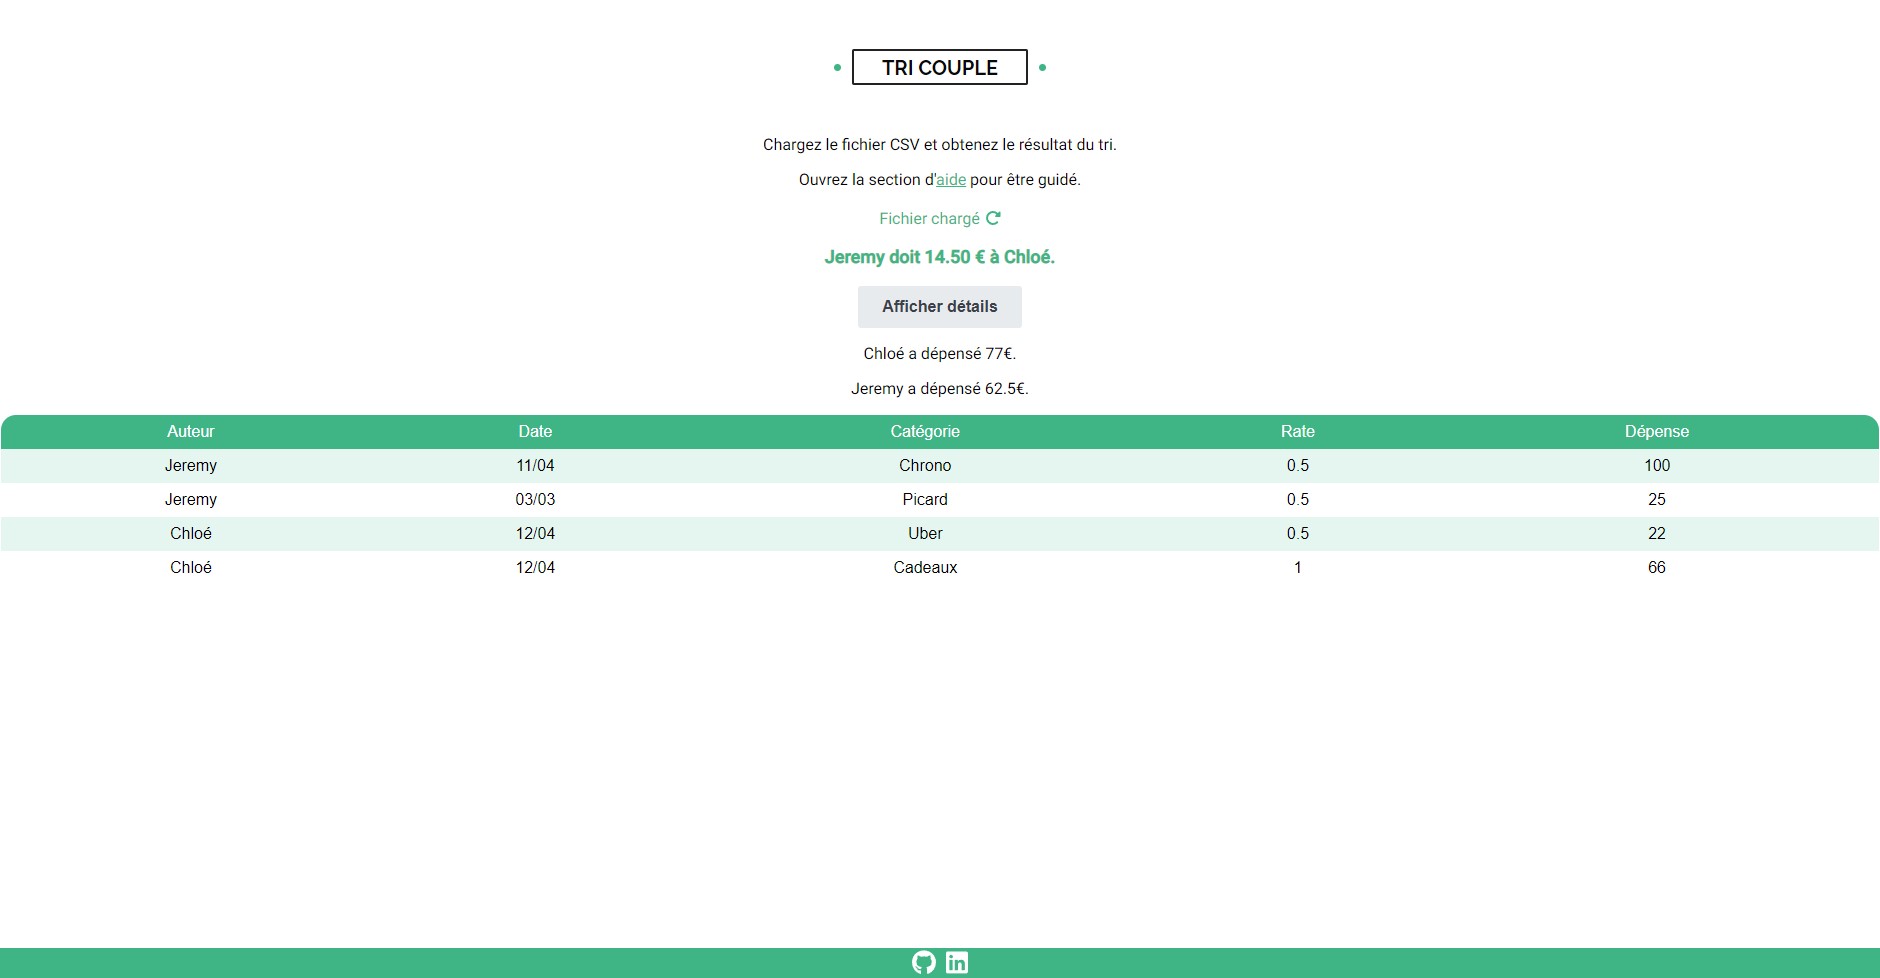 TRI COUPLE
Chargez le fichier CSV et obtenez le résultat du tri.
Ouvrez la section d'aide pour être guidé.
Fichier chargé
Jeremy doit 14.50 € à Chloé.
Afficher détails
Chloé a dépensé 77€.
Jeremy a dépensé 62.5€.
Auteur Date Catégorie Rate Dépense
Jeremy 11/04 Chrono 0.5 100
Jeremy 03/03 Picard 0.5 25
Chloé 12/04 Uber 0.5 22
Chloé 12/04 Cadeaux 1 66
in